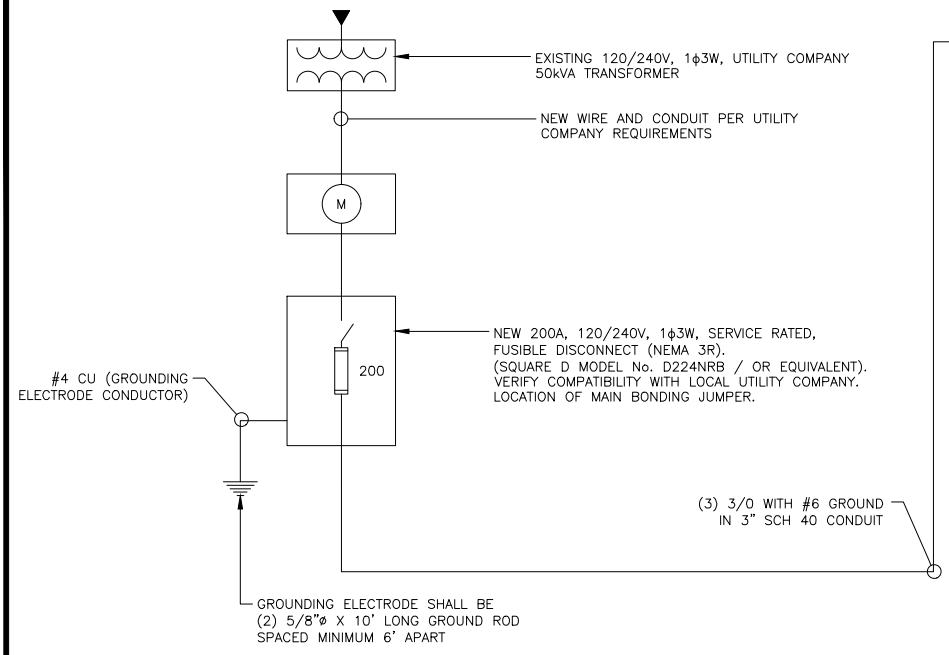 EXISTING 120/240V, 1ϕ3W, UTILITY COMPANY
50kVA TRANSFORMER
NEW WIRE AND CONDUIT PER UTILITY
COMPANY REQUIREMENTS
M
NEW 200A, 120/240V, 1ϕ3W, SERVICE RATED,
FUSIBLE DISCONNECT (NEMA 3R).
(SQUARE D MODEL No. D224NRB / OR EQUIVALENT).
VERIFY COMPATIBILITY WITH LOCAL UTILITY COMPANY.
LOCATION OF MAIN BONDING JUMPER.
200
#4 CU (GROUNDING
ELECTRODE CONDUCTOR)
(3) 3/0 WITH #6 GROUND
IN 3" SCH 40 CONDUIT
GROUNDING ELECTRODE SHALL BE
(2) 5/8"ø X 10' LONG GROUND ROD
SPACED MINIMUM 6' APART